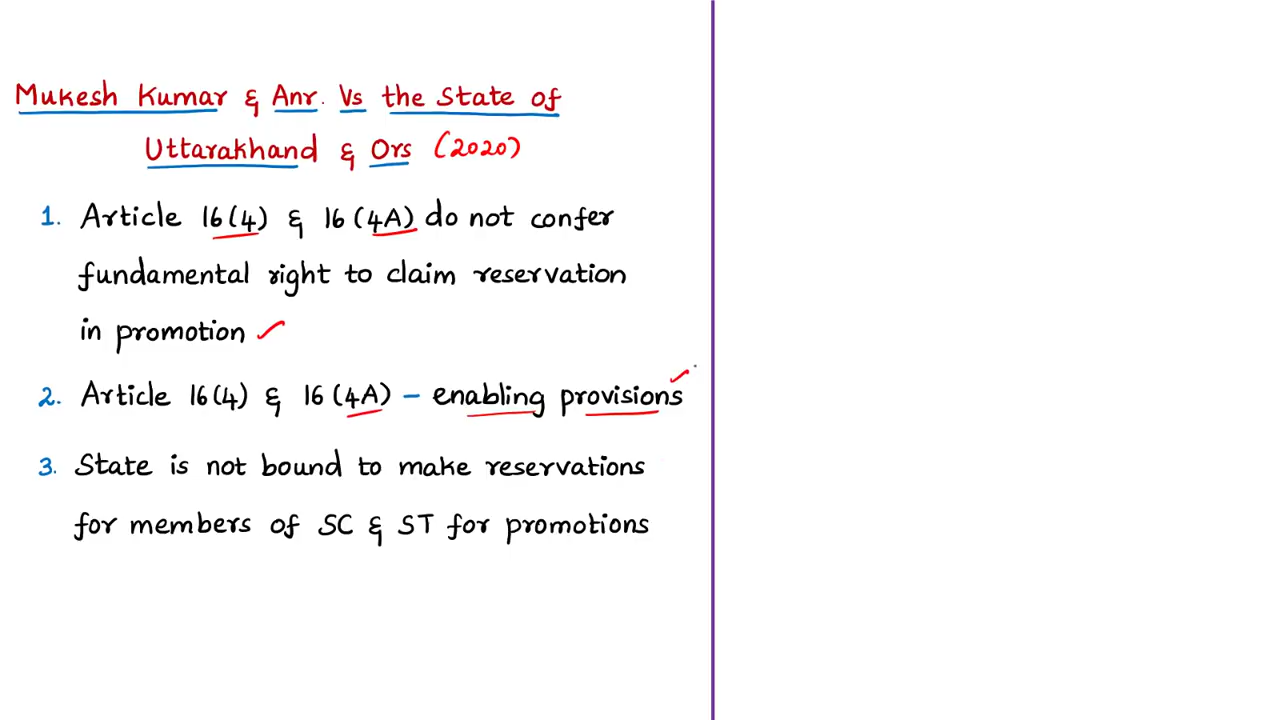 Mukesh Kumar & Anr. Vs the State of
Uttarakhand & Ors (2020)
1. Article 16(4) & 16(4A) do not confer
fundamental right to claim reservation
in promotion
2. Article 16(4) & 16(4A) - enabling provisions
3. State is not bound to make reservations
for members of SC & ST for promotions